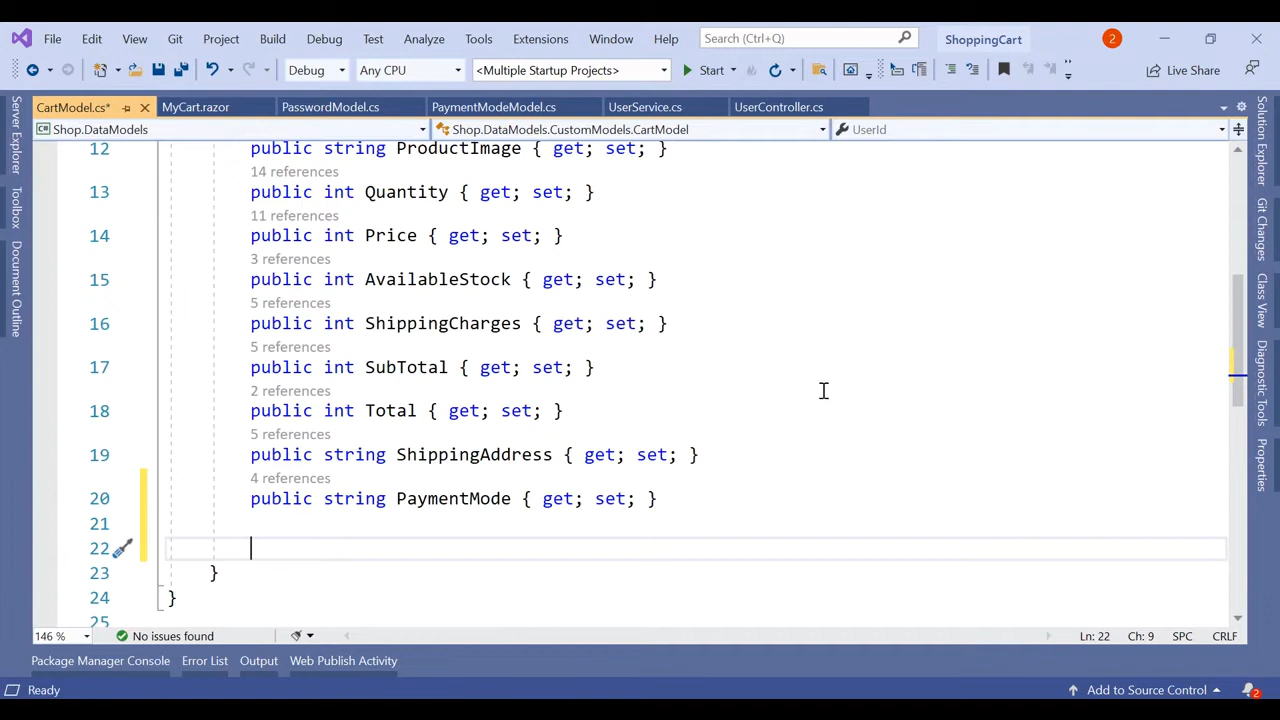 File Edit View Git Project Build Debug Test Analyze Tools Extensions Window Help Search (Ctrl+Q) ShoppingCart 2
Debug Any CPU <Multiple Startup Projects> Start Live Share
CartModel.cs* MyCart.razor PasswordModel.cs PaymentModeModel.cs UserService.cs UserController.cs
Shop.DataModels Shop.DataModels.CustomModels.CartModel UserId
12 public string ProductImage { get; set; }
14 references
13 public int Quantity { get; set; }
11 references
14 public int Price { get; set; }
3 references
15 public int AvailableStock { get; set; }
5 references
16 public int ShippingCharges { get; set; }
5 references
17 public int SubTotal { get; set; }
2 references
18 public int Total { get; set; }
5 references
19 public string ShippingAddress { get; set; }
4 references
20 public string PaymentMode { get; set; }
21
22
23 }
24 }
25
146 % No issues found Ln: 22 Ch: 9 SPC CRLF
Package Manager Console Error List Output Web Publish Activity
Ready Add to Source Control 2
Server Explorer
Toolbox
Document Outline
Solution Explorer
Git Changes
Class View
Diagnostic Tools
Properties